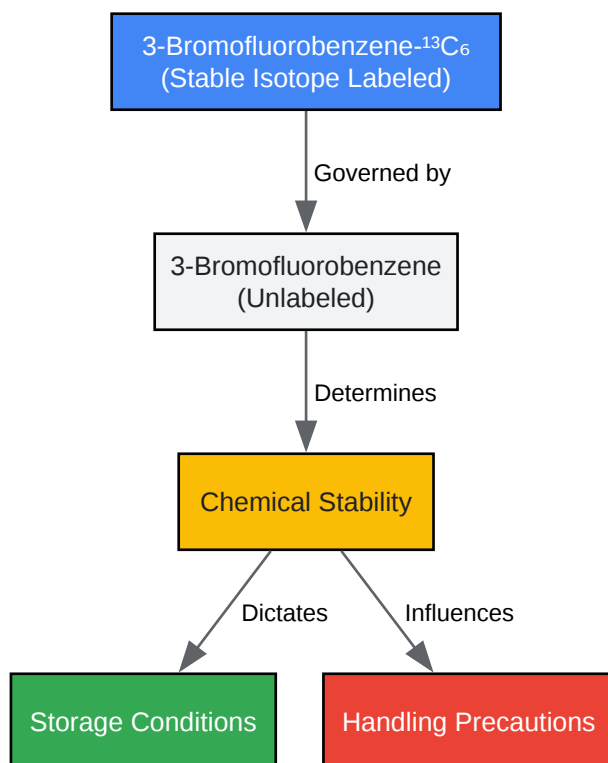 3-Bromofluorobenzene-¹³C₆
(Stable Isotope Labeled)
Governed by
3-Bromofluorobenzene
(Unlabeled)
Determines
Chemical Stability
Dictates
Influences
Storage Conditions
Handling Precautions